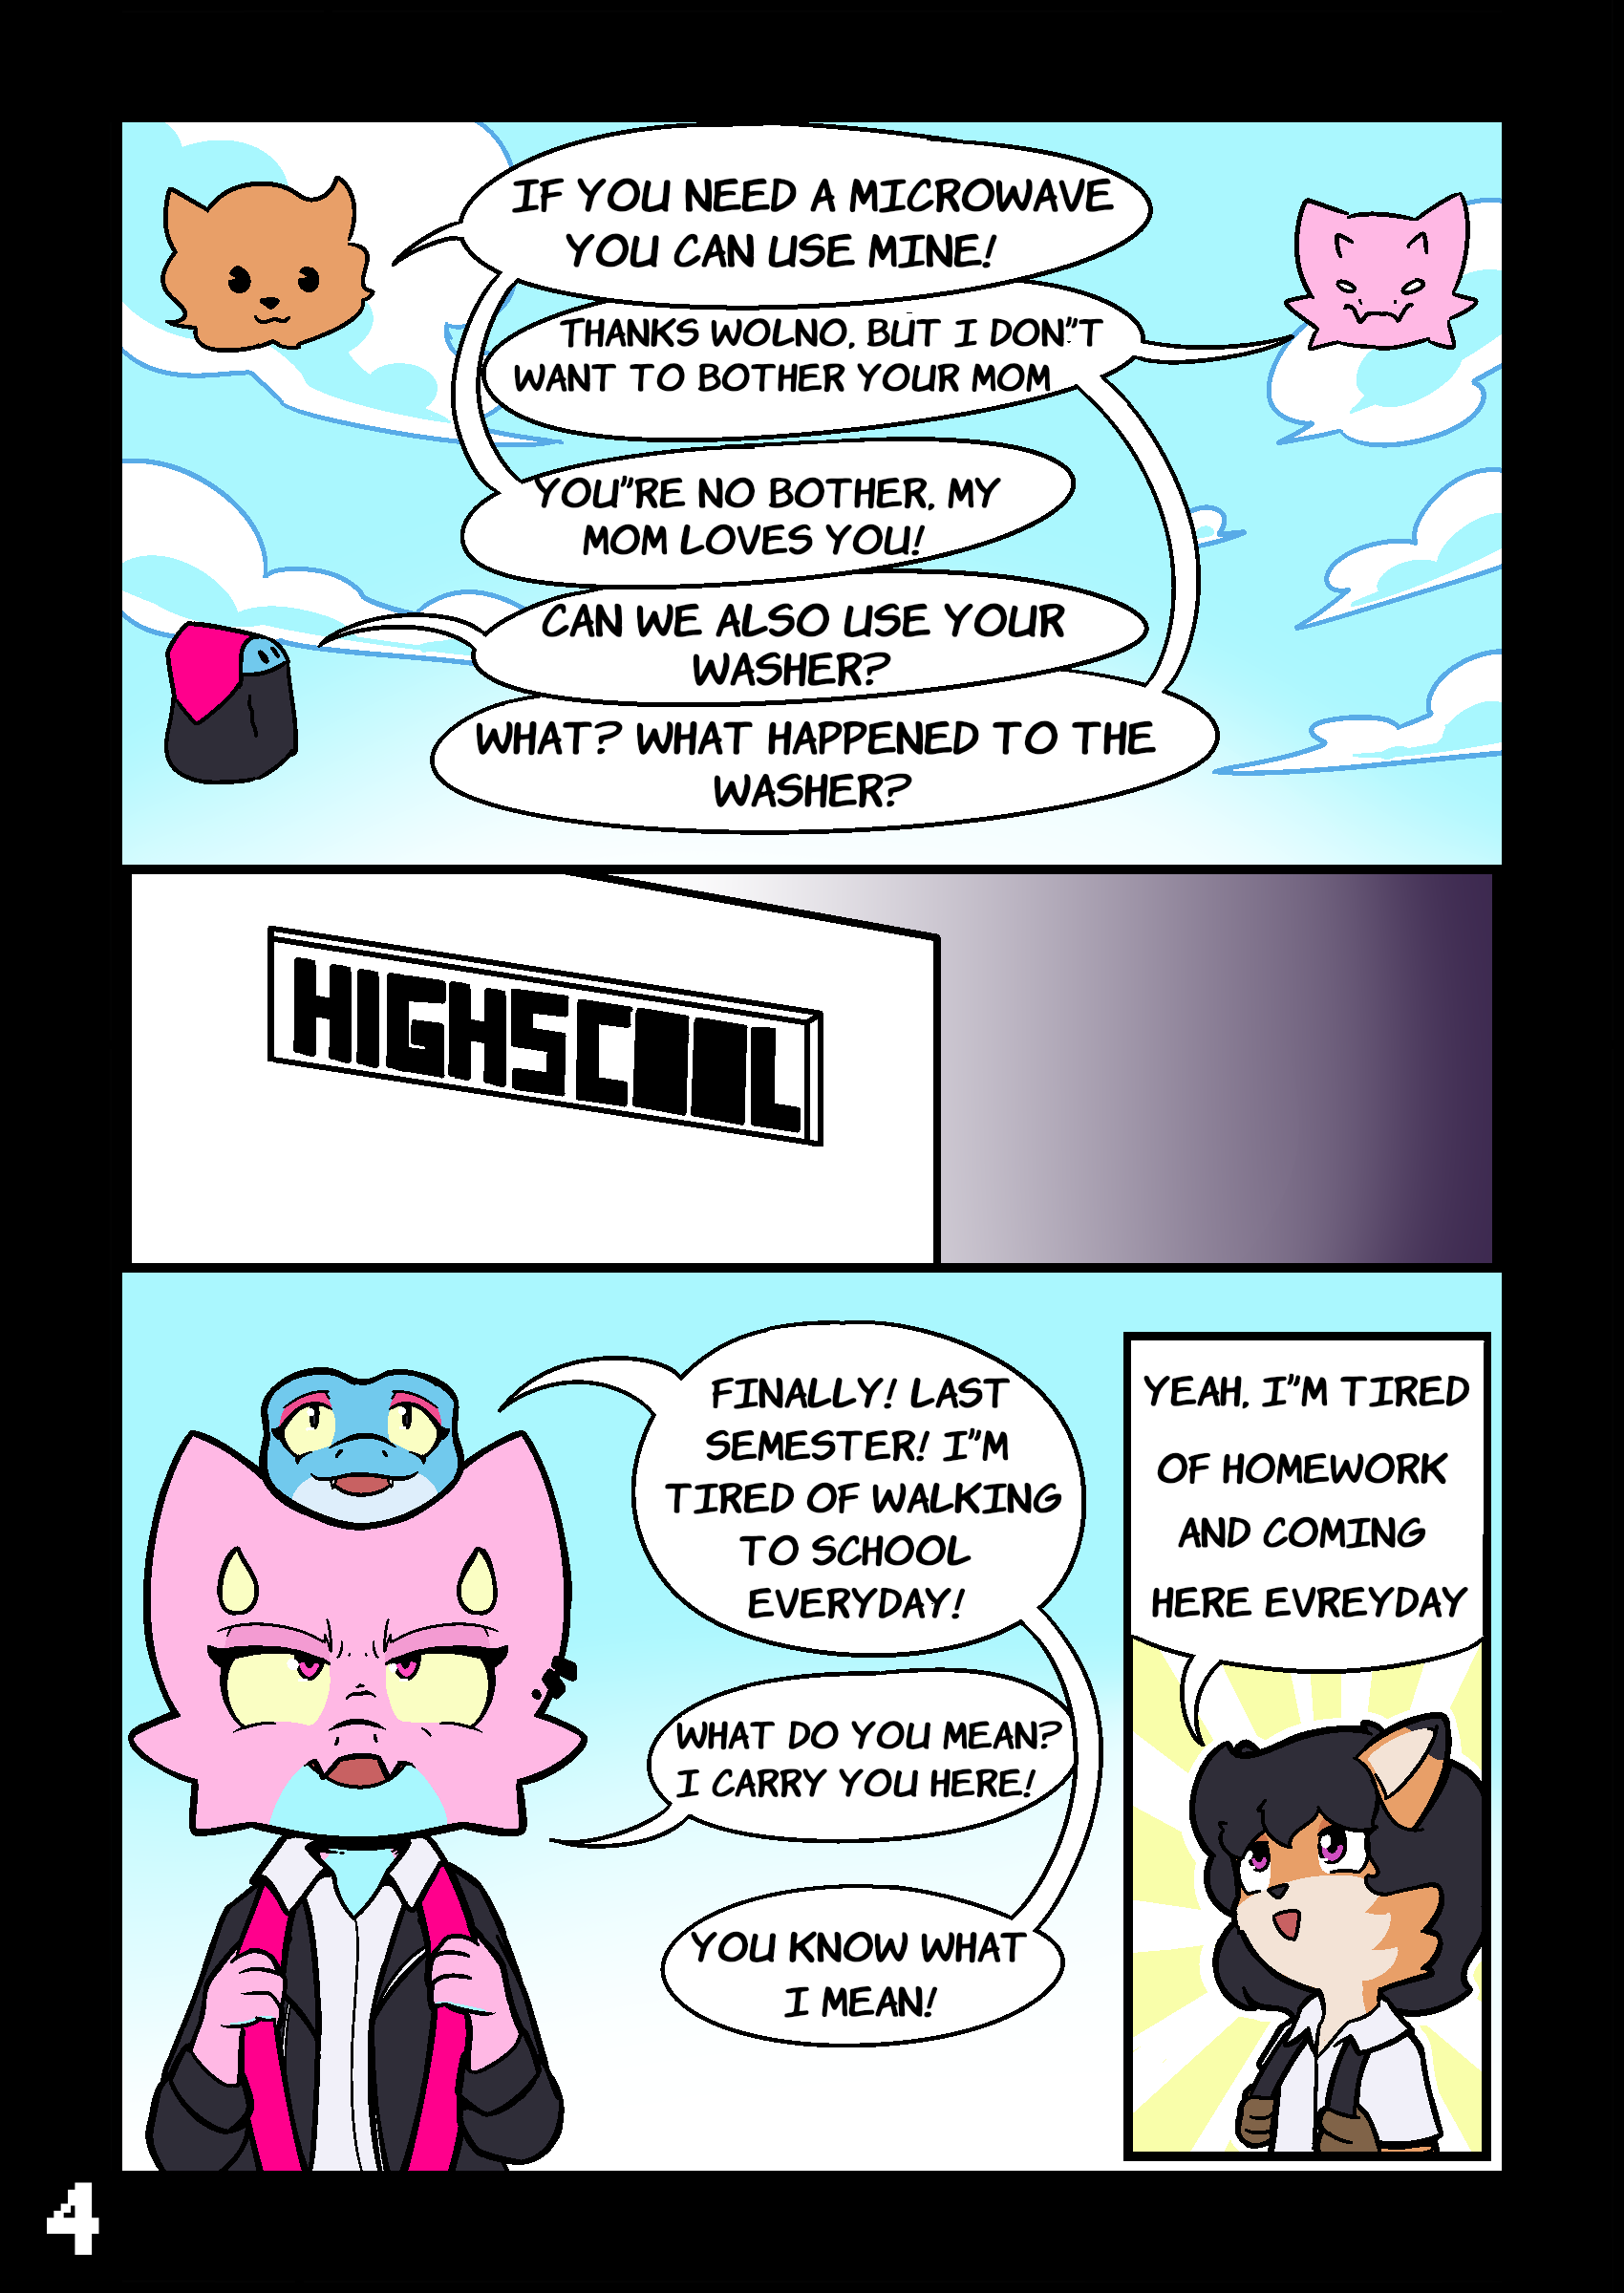 IF YOU NEED A MICROWAVE
YOU CAN USE MINE!
THANKS WOLNO, BUT I DON"T
WANT TO BOTHER YOUR MOM
YOU"RE NO BOTHER, MY
MOM LOVES YOU!
CAN WE ALSO USE YOUR
WASHER?
WHAT? WHAT HAPPENED TO THE
WASHER?
HIGHSCOOL
FINALLY! LAST
SEMESTER! I"M
TIRED OF WALKING
TO SCHOOL
EVERYDAY!
WHAT DO YOU MEAN?
I CARRY YOU HERE!
YOU KNOW WHAT
I MEAN!
YEAH, I"M TIRED
OF HOMEWORK
AND COMING
HERE EVREYDAY
4